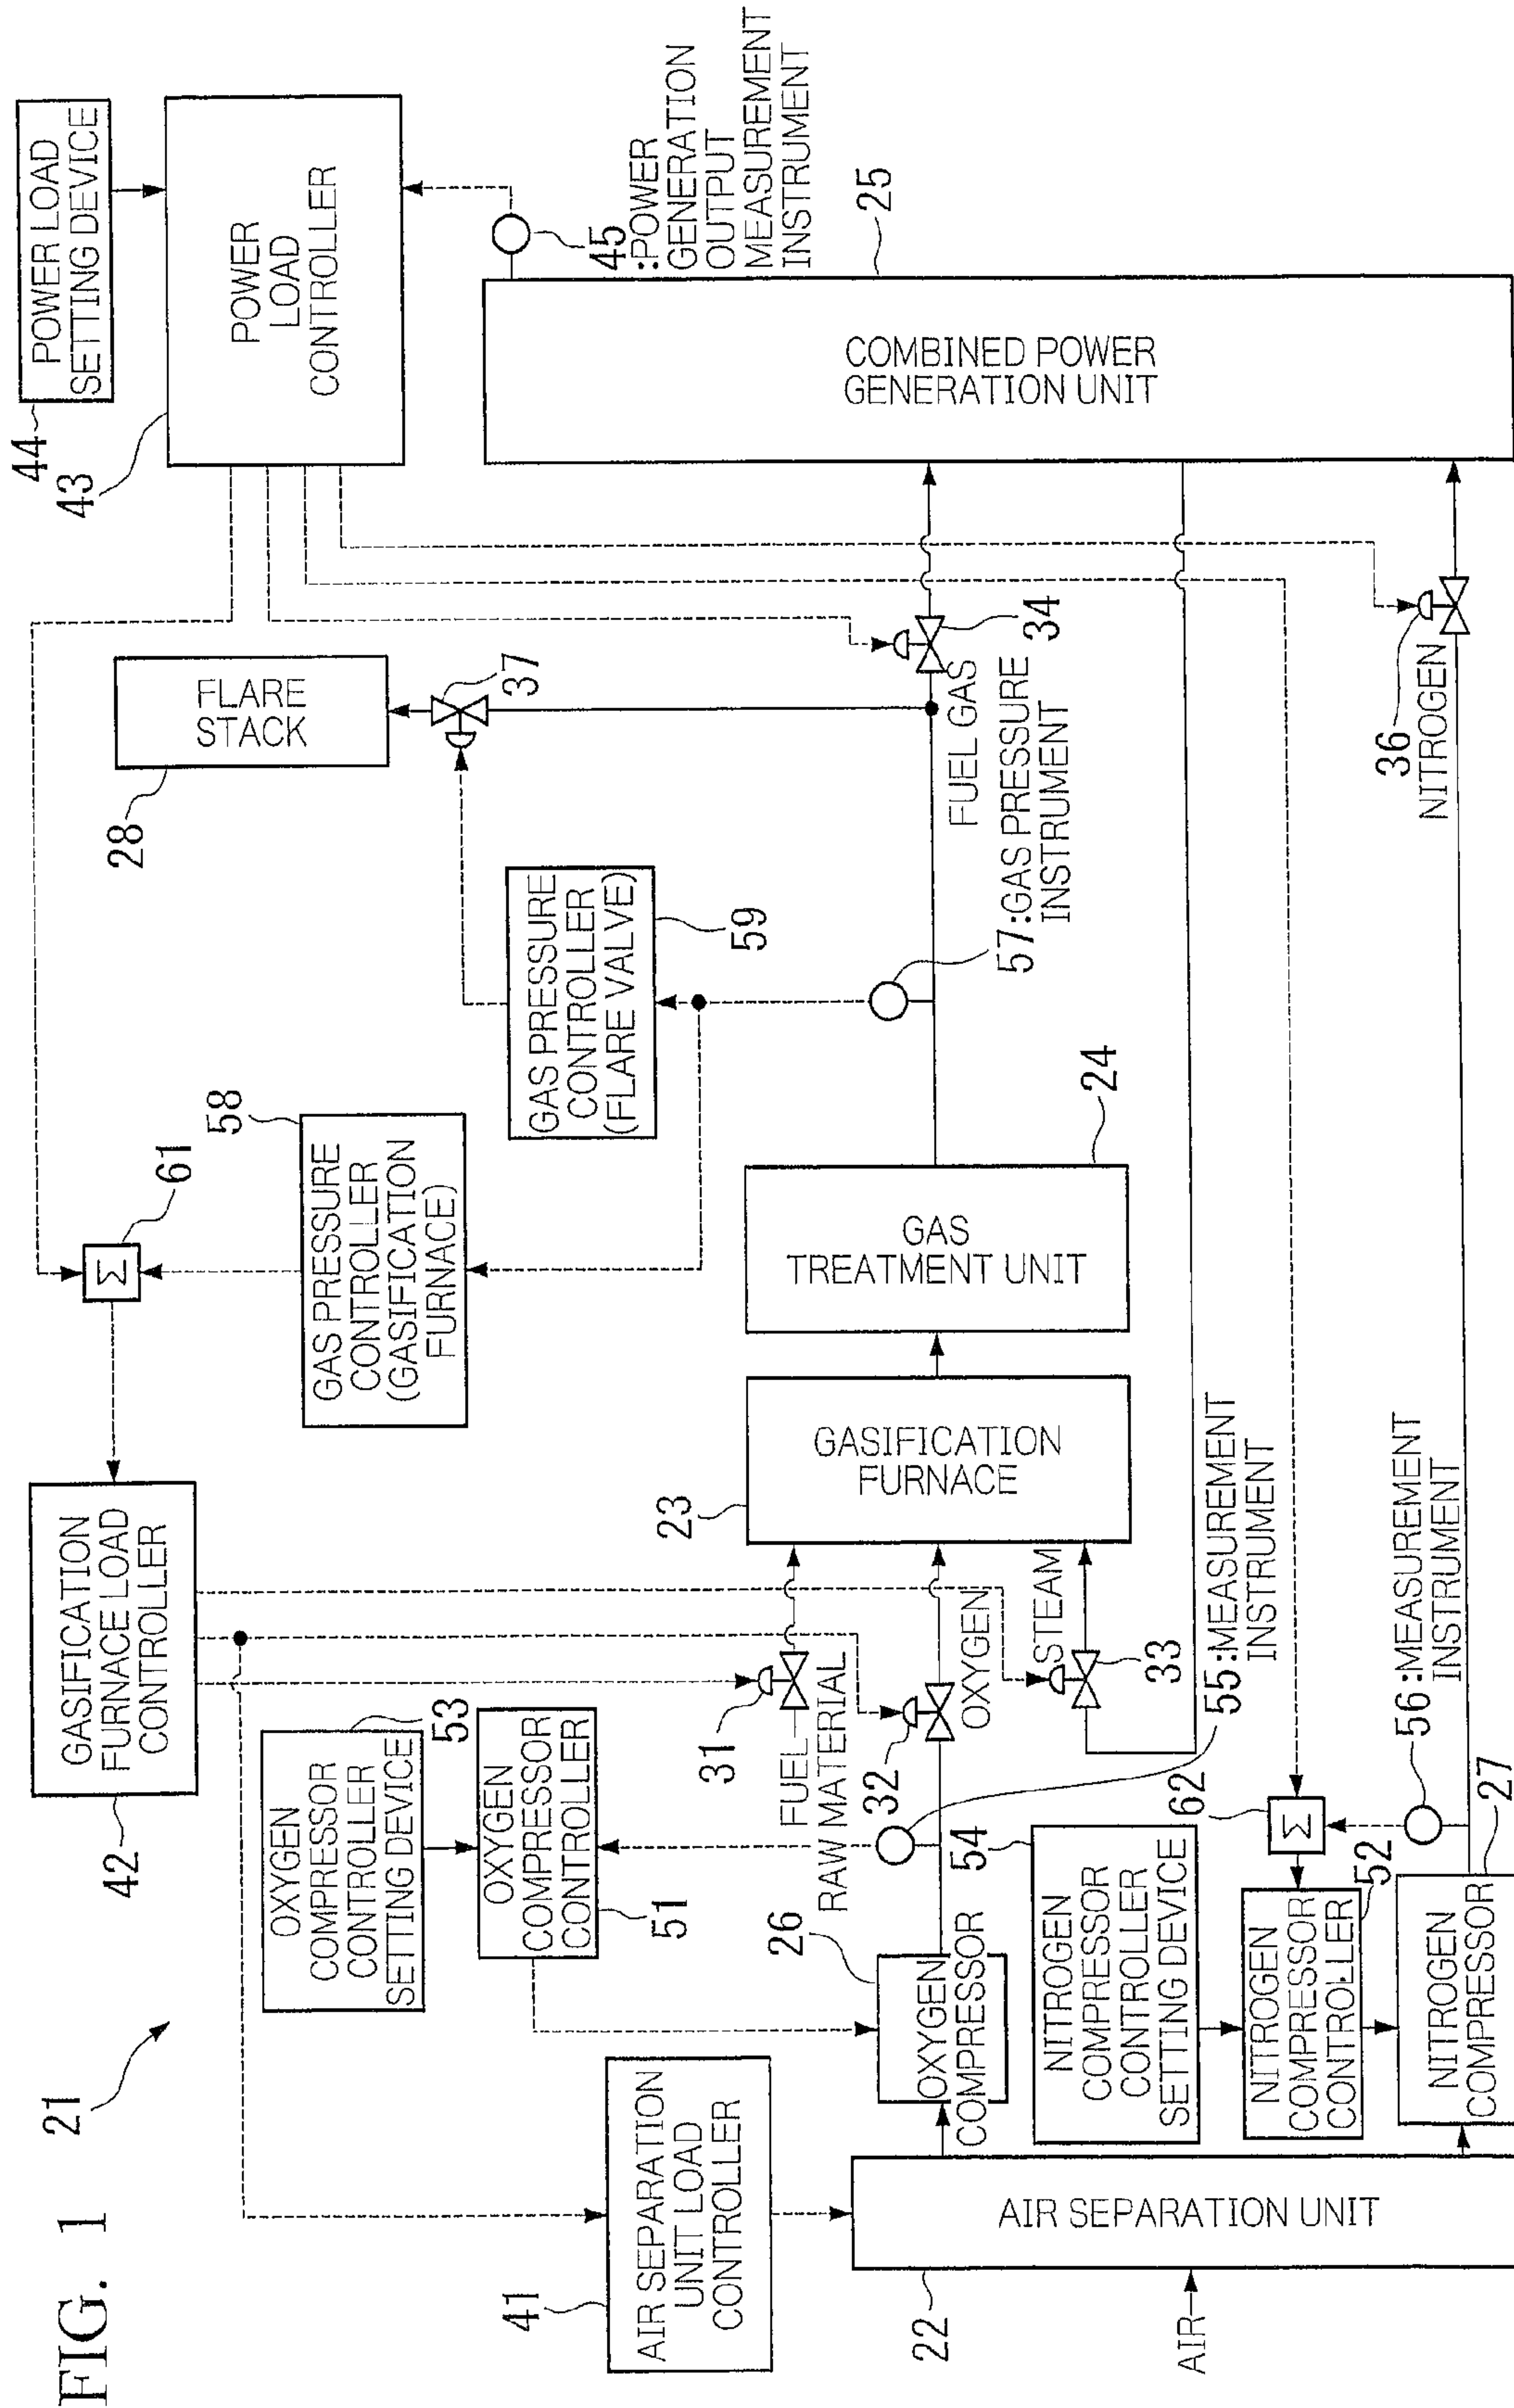 FIG. 1
21
44
POWER LOAD
SETTING DEVICE
43
POWER
LOAD
CONTROLLER
45
:POWER
GENERATION
OUTPUT
MEASUREMENT
INSTRUMENT
25
COMBINED POWER
GENERATION UNIT
FLARE
STACK
28
37
34
FUEL GAS
36
NITROGEN
61
Σ
58
GAS PRESSURE
CONTROLLER
(GASIFICATION
FURNACE)
GAS PRESSURE
CONTROLLER
(FLARE VALVE)
59
57:GAS PRESSURE
INSTRUMENT
24
GAS
TREATMENT UNIT
23
GASIFICATION
FURNACE
GASIFICATION
FURNACE LOAD
CONTROLLER
42
53
OXYGEN
COMPRESSOR
CONTROLLER
SETTING DEVICE
OXYGEN
COMPRESSOR
CONTROLLER
51
31
FUEL
RAW MATERIAL
32
OXYGEN
STEAM
33
55:MEASUREMENT
INSTRUMENT
56:MEASUREMENT
INSTRUMENT
62
Σ
26
OXYGEN
COMPRESSOR
54
NITROGEN
COMPRESSOR
CONTROLLER
SETTING DEVICE
NITROGEN
COMPRESSOR
CONTROLLER
52
27
NITROGEN
COMPRESSOR
41
AIR SEPARATION
UNIT LOAD
CONTROLLER
22
AIR SEPARATION UNIT
AIR